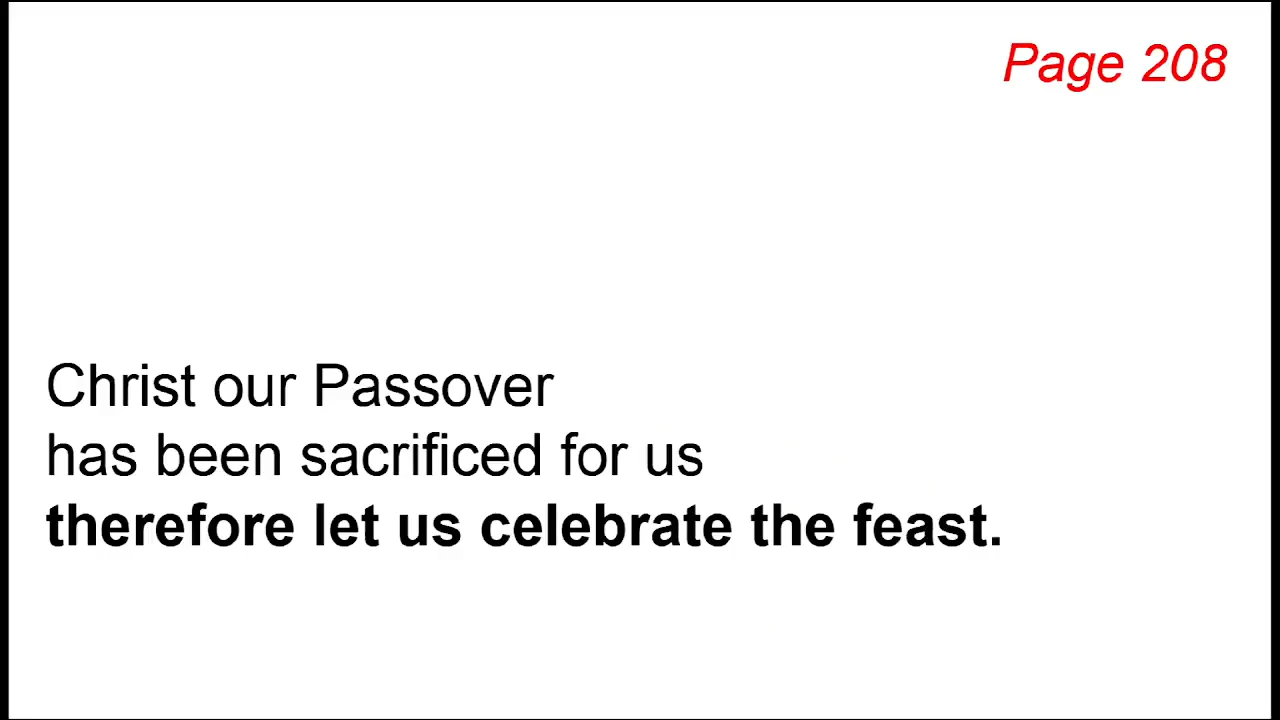 Page 208
Christ our Passover
has been sacrificed for us
therefore let us celebrate the feast.